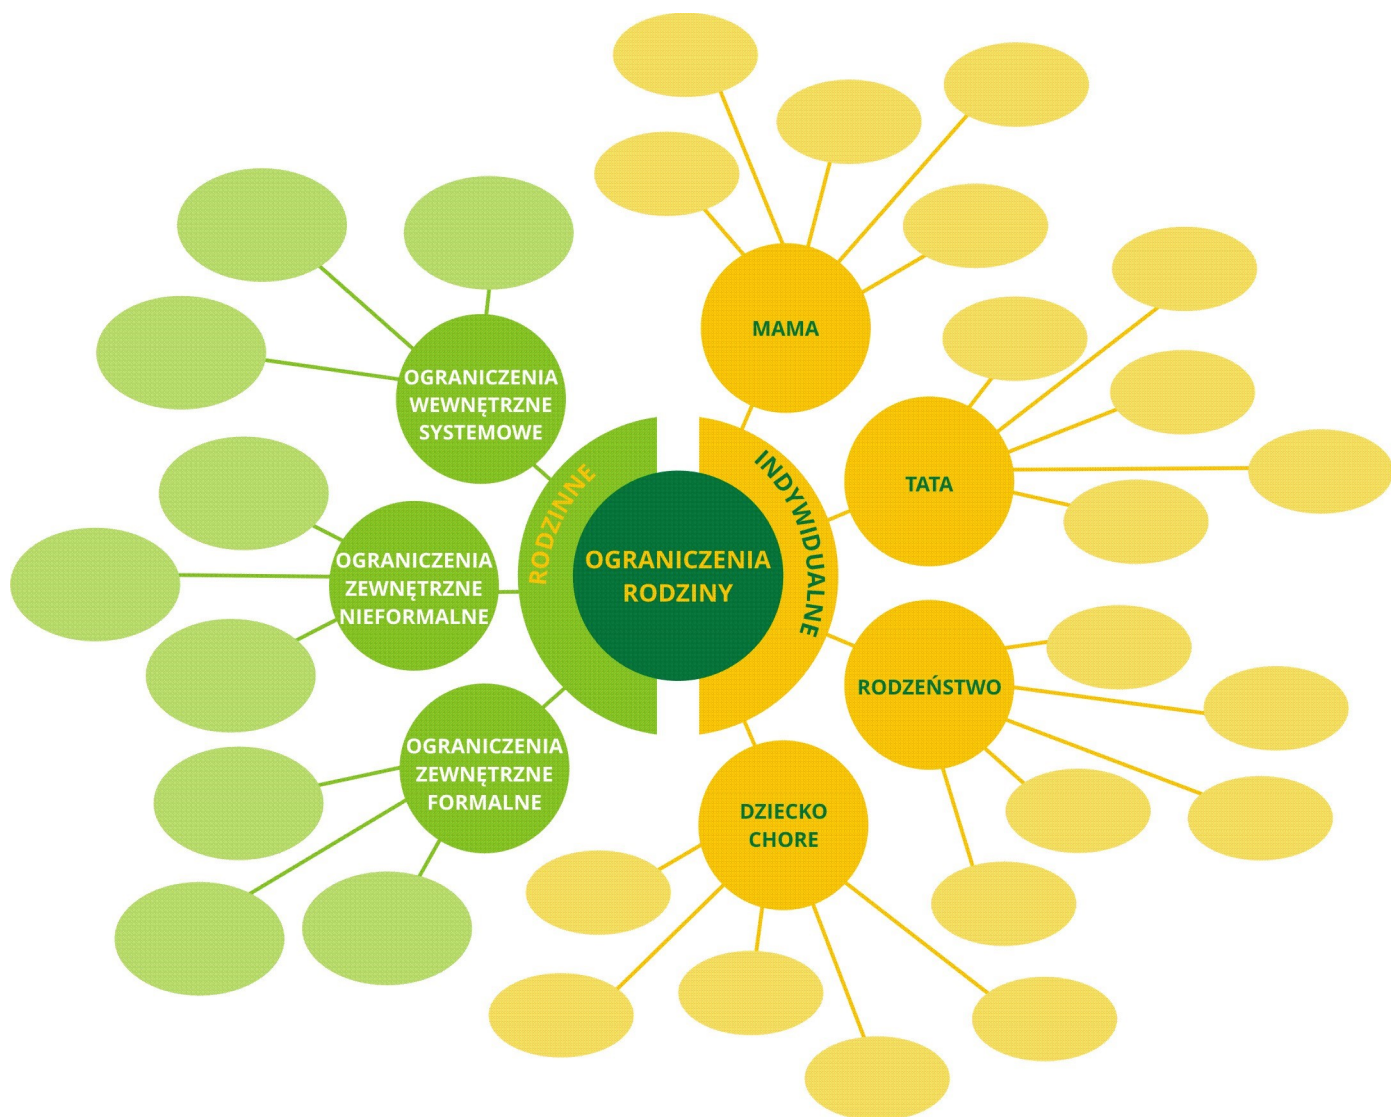 MAMA
OGRANICZENIA
WEWNĘTRZNE
SYSTEMOWE
RODZINNE
INDYWIDUALNE
TATA
OGRANICZENIA
RODZINY
OGRANICZENIA
ZEWNĘTRZNE
NIEFORMALNE
RODZEŃSTWO
OGRANICZENIA
ZEWNĘTRZNE
FORMALNE
DZIECKO
CHORE